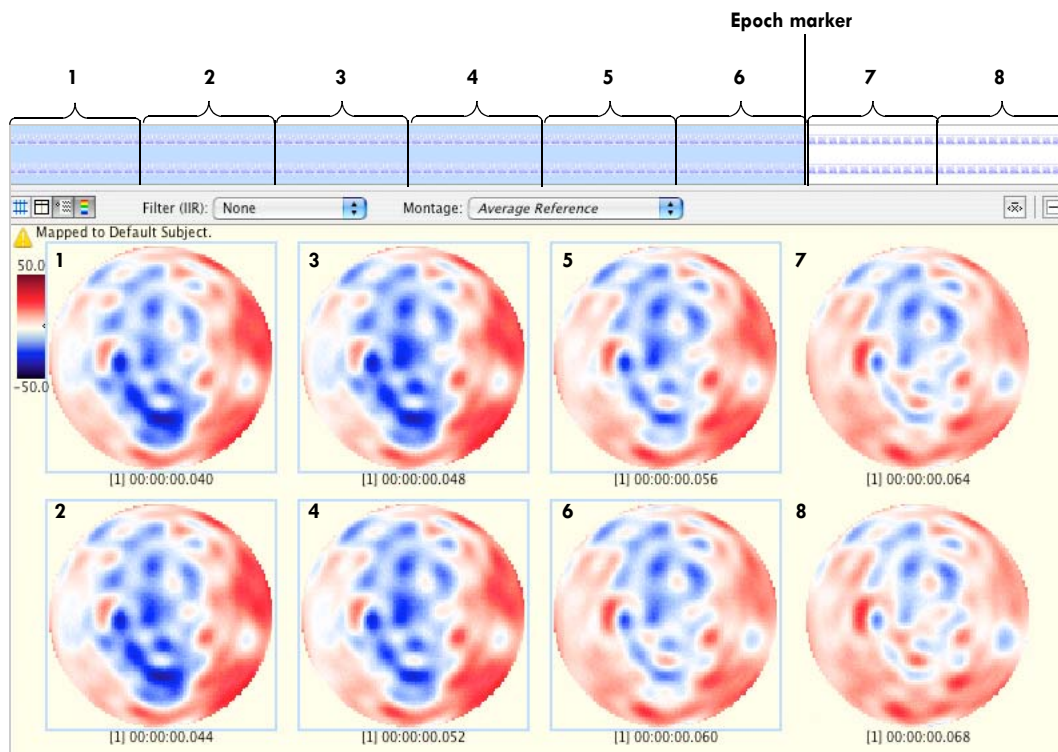 Epoch marker
1 2 3 4 5 6 7 8
Filter (IIR): None Montage: Average Reference
Mapped to Default Subject.
50.0
-50.0
1 3 5 7
[1] 00:00:00.040 [1] 00:00:00.048 [1] 00:00:00.056 [1] 00:00:00.064
2 4 6 8
[1] 00:00:00.044 [1] 00:00:00.052 [1] 00:00:00.060 [1] 00:00:00.068